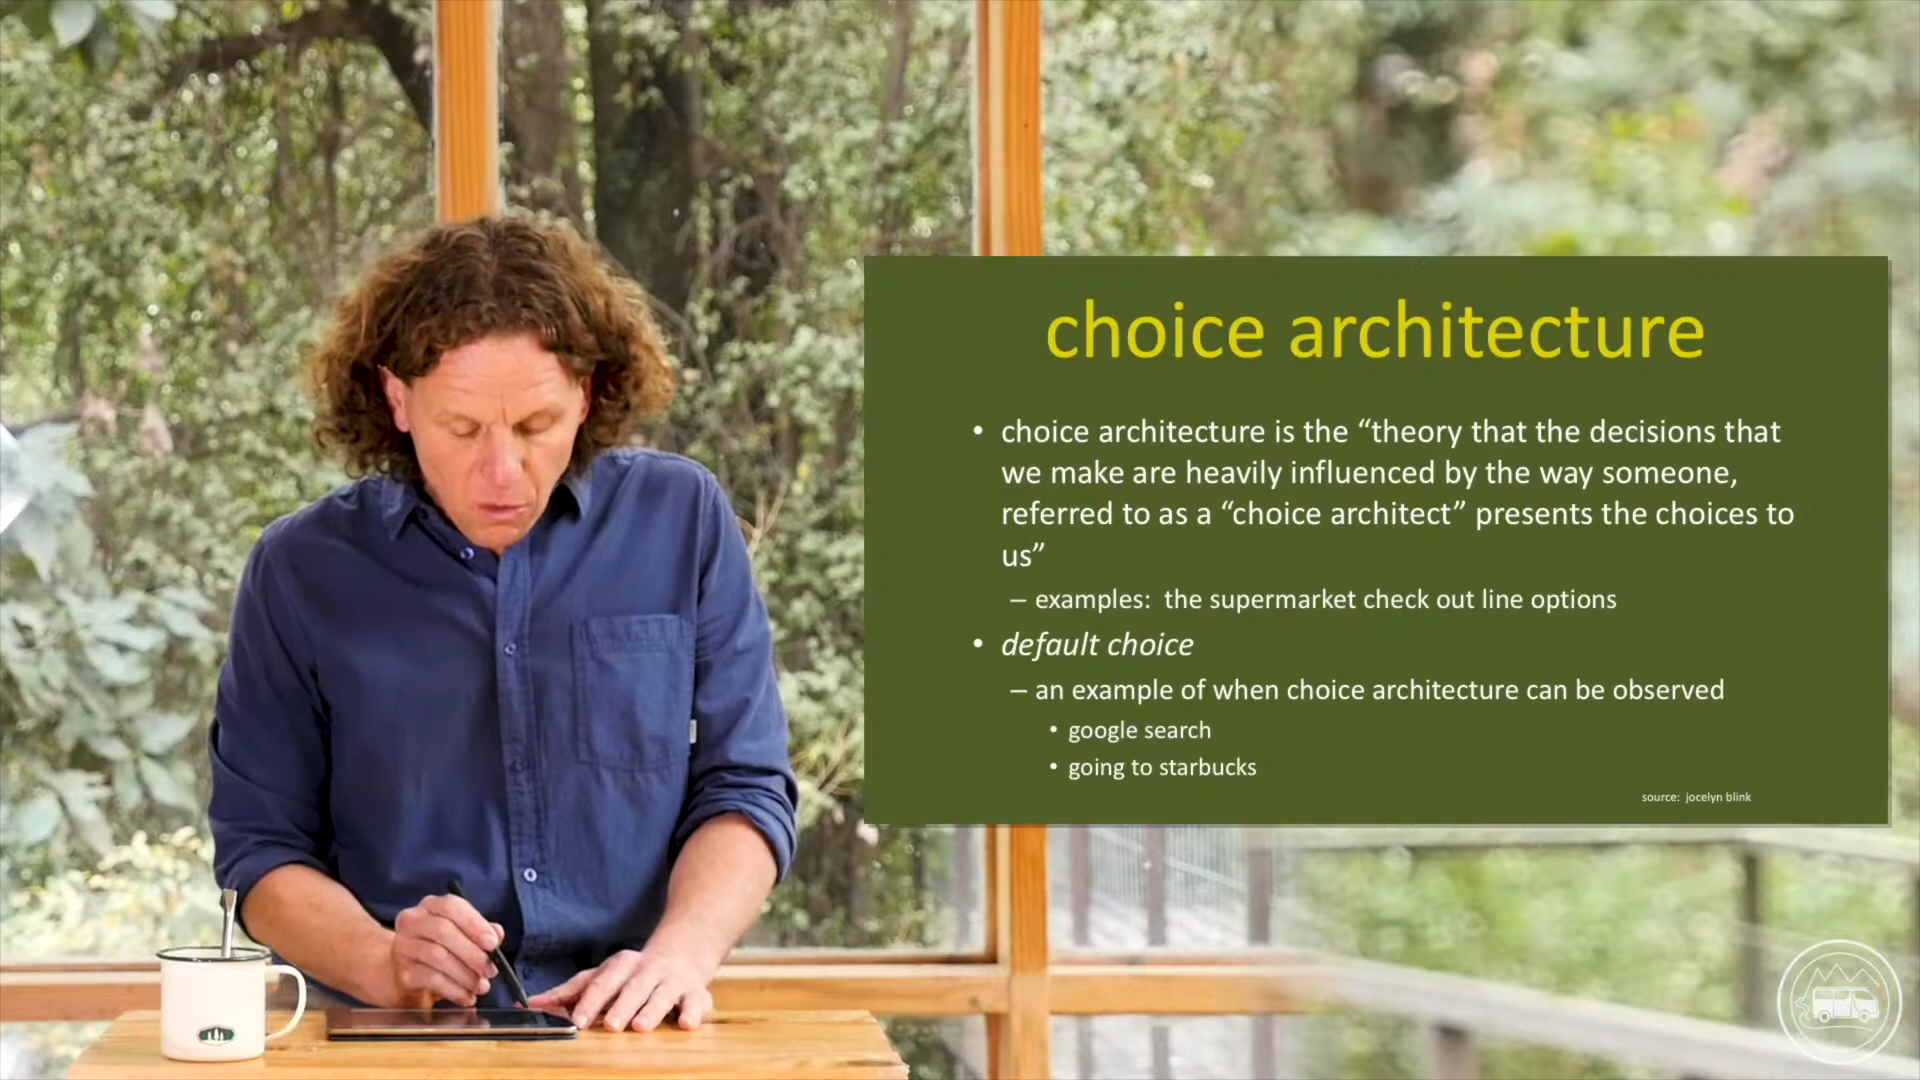 choice architecture
• choice architecture is the “theory that the decisions that
we make are heavily influenced by the way someone,
referred to as a “choice architect” presents the choices to
us”
– examples:  the supermarket check out line options
• default choice
– an example of when choice architecture can be observed
• google search
• going to starbucks
source:  jocelyn blink